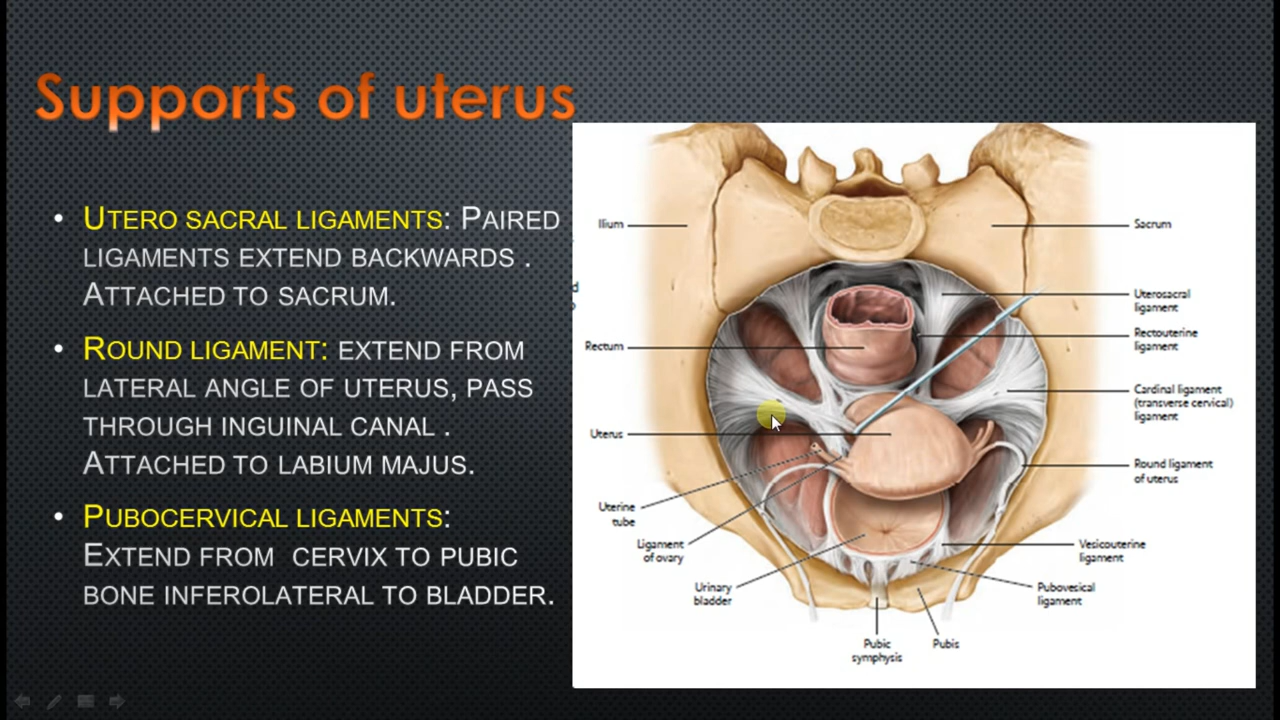 Supports of uterus
• UTERO SACRAL LIGAMENTS: PAIRED
LIGAMENTS EXTEND BACKWARDS .
ATTACHED TO SACRUM.
• ROUND LIGAMENT: EXTEND FROM
LATERAL ANGLE OF UTERUS, PASS
THROUGH INGUINAL CANAL .
ATTACHED TO LABIUM MAJUS.
• PUBOCERVICAL LIGAMENTS:
EXTEND FROM CERVIX TO PUBIC
BONE INFEROLATERAL TO BLADDER.
Ilium
Rectum
Uterus
Uterine
tube
Ligament
of ovary
Urinary
bladder
Pubic
symphysis
Pubis
Sacrum
Uterosacral
ligament
Rectouterine
ligament
Cardinal ligament
(transverse cervical)
ligament
Round ligament
of uterus
Vesicouterine
ligament
Pubovesical
ligament